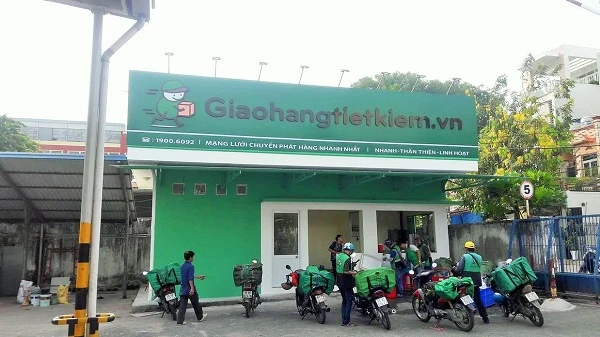 Giaohangtietkiem.vn
☎: 1900.6092 | MẠNG LƯỚI CHUYỂN PHÁT HÀNG NHANH NHẤT | NHANH-THÂN THIỆN-LINH HOẠT
5